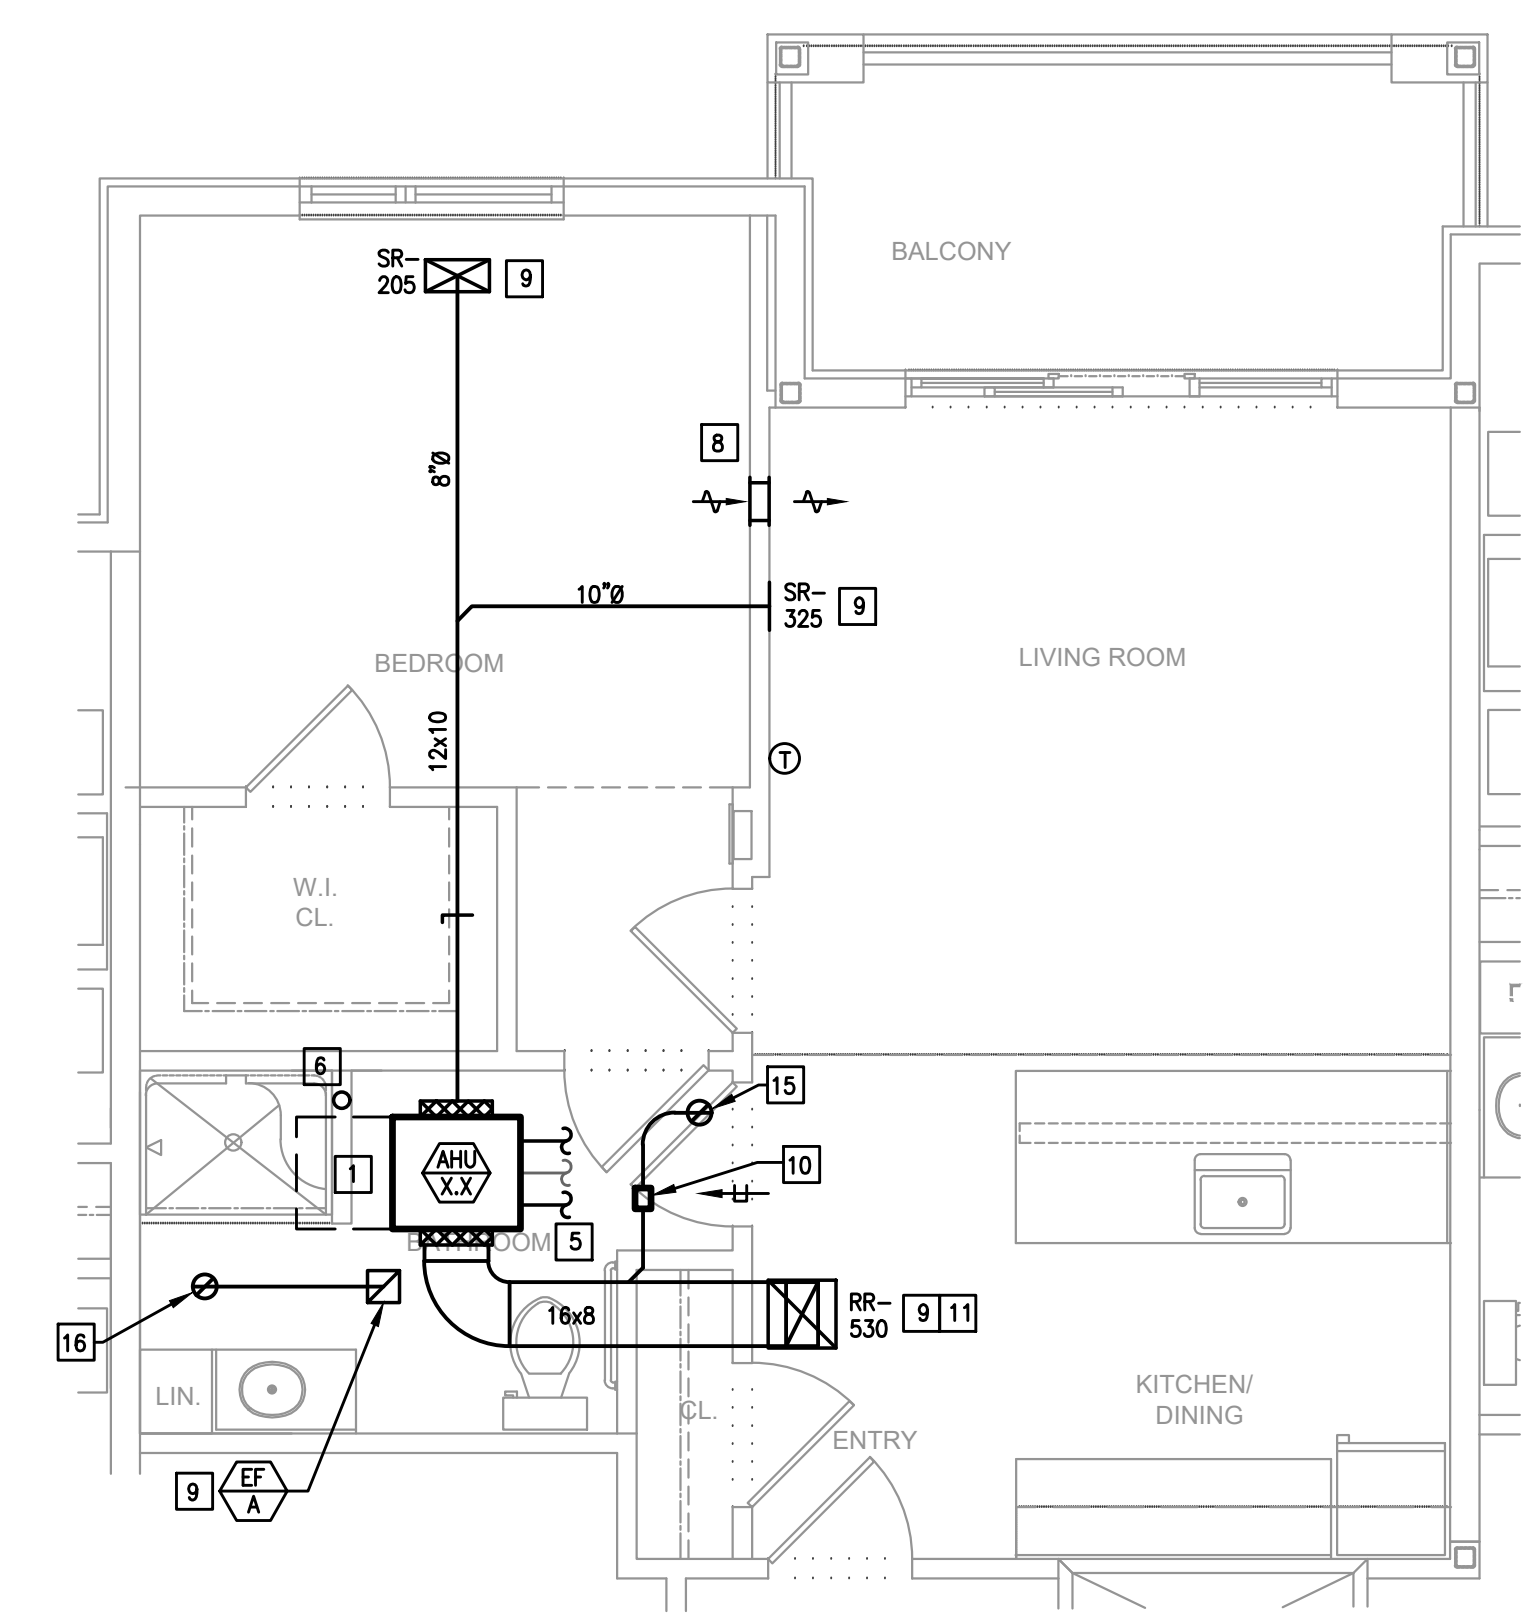 BALCONY
SR-
205
9
8
8"Ø
10"Ø
SR-
325
9
BEDROOM
LIVING ROOM
12x10
T
W.I.
CL.
6
15
1
AHU
X.X
10
BATHROOM
5
16x8
RR-
530
9 11
16
LIN.
CL.
KITCHEN/
DINING
ENTRY
9
EF
A